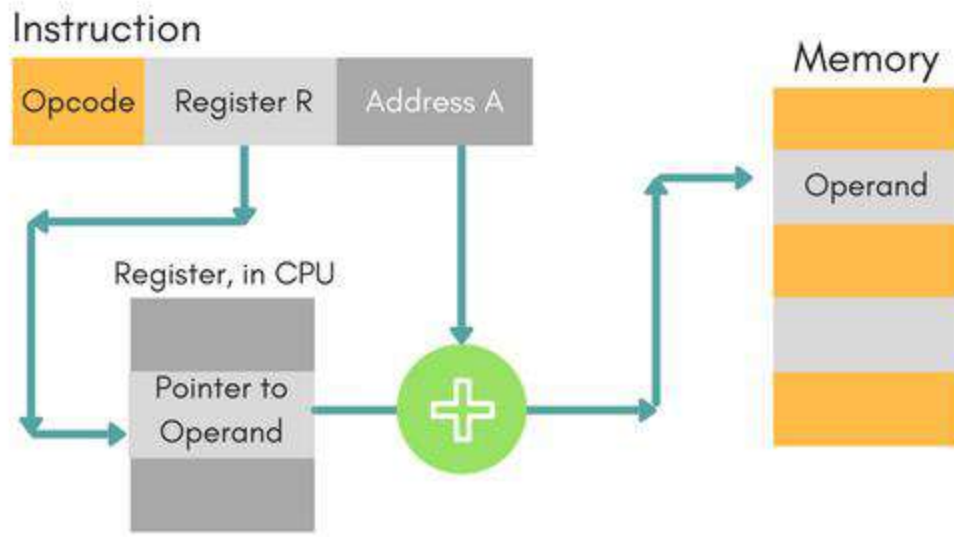 Instruction
Memory
Opcode Register R Address A
Operand
Register, in CPU
Pointer to
Operand